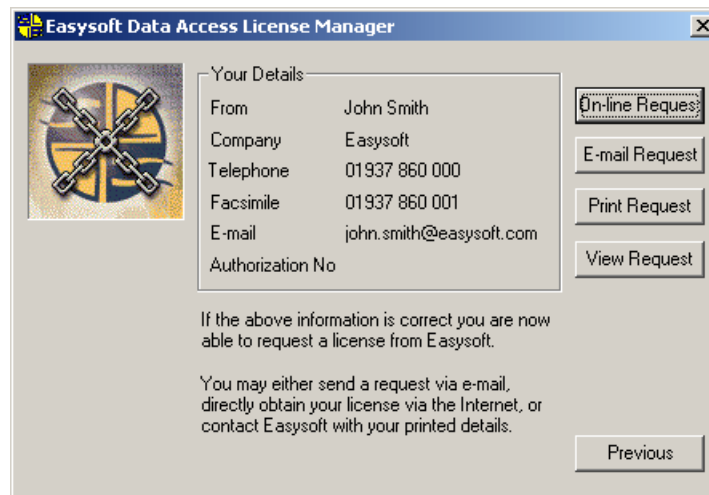 Easysoft Data Access License Manager
Your Details
From John Smith
Company Easysoft
Telephone 01937 860 000
Facsimile 01937 860 001
E-mail john.smith@easysoft.com
Authorization No
On-line Reques
E-mail Request
Print Request
View Request
If the above information is correct you are now
able to request a license from Easysoft.
You may either send a request via e-mail,
directly obtain your license via the Internet, or
contact Easysoft with your printed details.
Previous